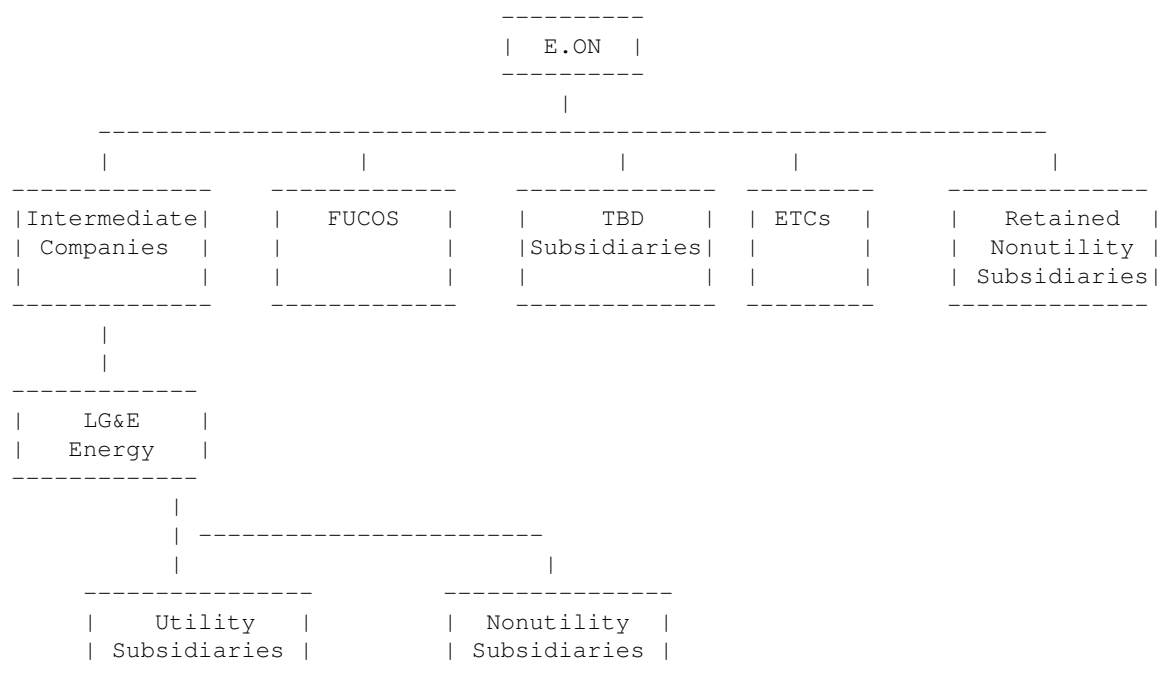 E.ON
Intermediate FUCOS TBD ETCs Retained
Companies Subsidiaries Nonutility
Subsidiaries
LG&E
Energy
Utility Nonutility
Subsidiaries Subsidiaries